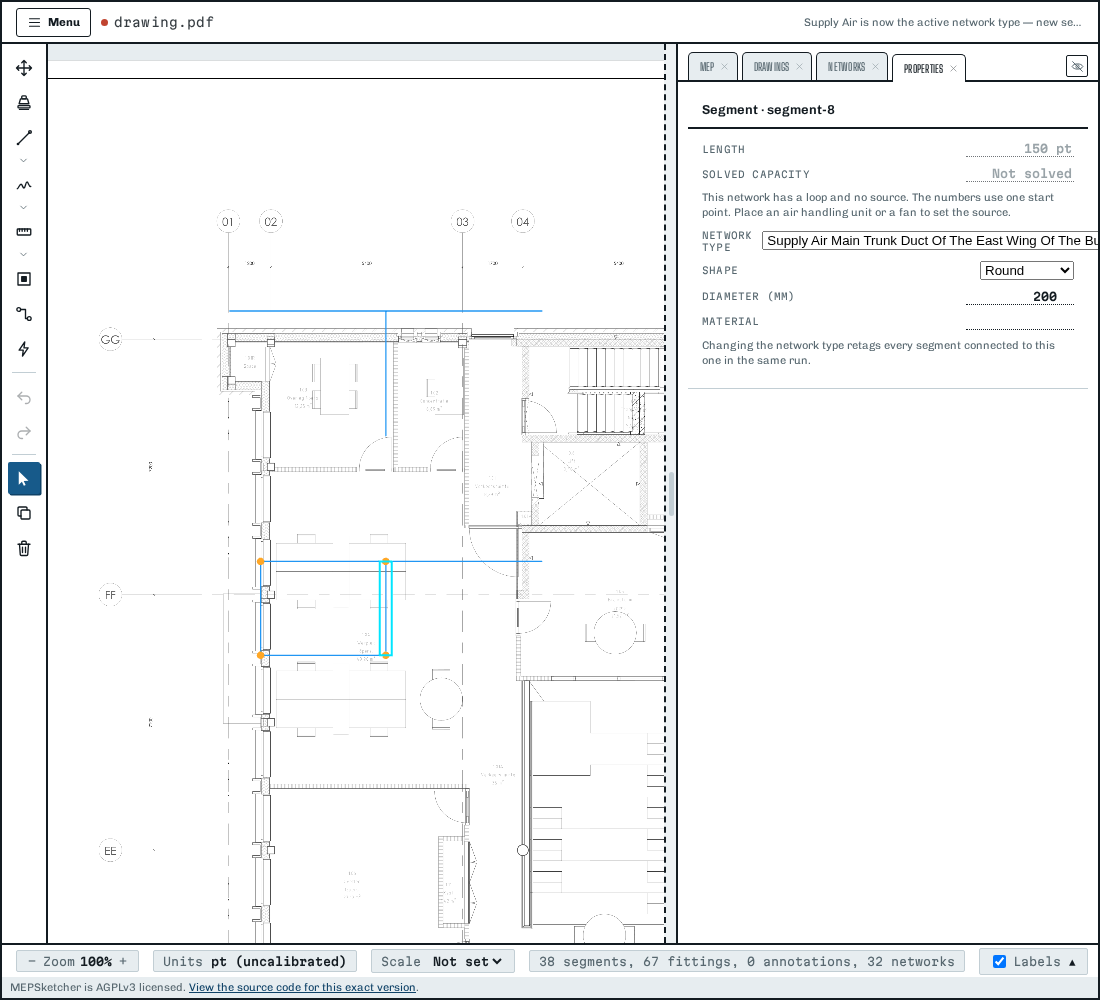 Menu
drawing.pdf
Supply Air is now the active network type — new se…
MEP
DRAWINGS
NETWORKS
PROPERTIES
Segment · segment-8
LENGTH
150 pt
SOLVED CAPACITY
Not solved
This network has a loop and no source. The numbers use one start
point. Place an air handling unit or a fan to set the source.
NETWORK
TYPE
Supply Air Main Trunk Duct Of The East Wing Of The Bu
SHAPE
Round
DIAMETER (MM)
200
MATERIAL
Changing the network type retags every segment connected to this
one in the same run.
01
02
03
04
GG
FF
EE
− Zoom 100% +
Units pt (uncalibrated)
Scale Not set
38 segments, 67 fittings, 0 annotations, 32 networks
Labels ▲
MEPSketcher is AGPLv3 licensed. View the source code for this exact version.